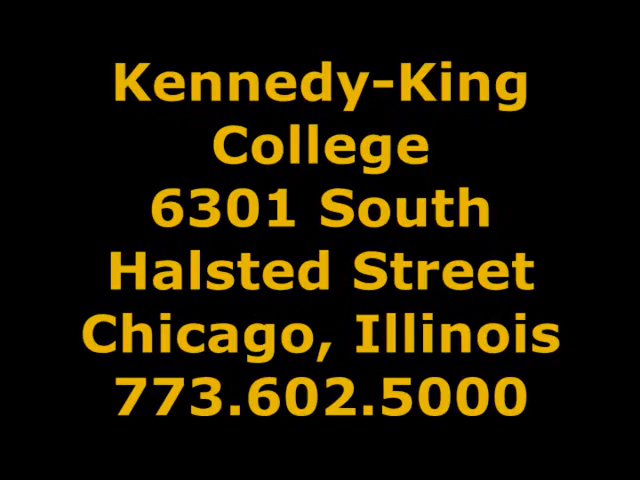 Kennedy-King
College
6301 South
Halsted Street
Chicago, Illinois
773.602.5000